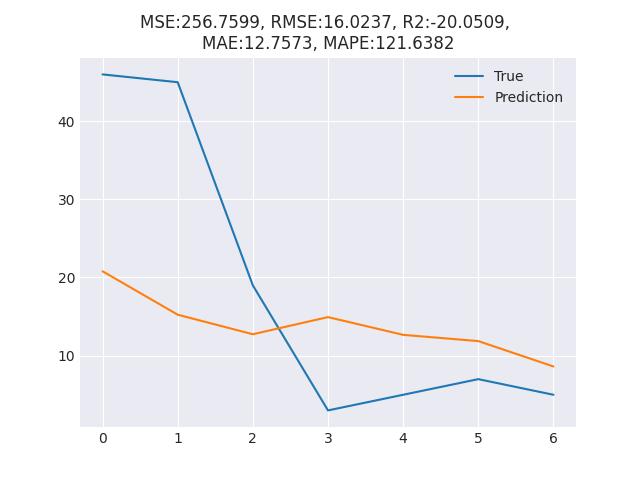 MSE:256.7599, RMSE:16.0237, R2:-20.0509,
MAE:12.7573, MAPE:121.6382
True
Prediction
40
30
20
10
0 1 2 3 4 5 6